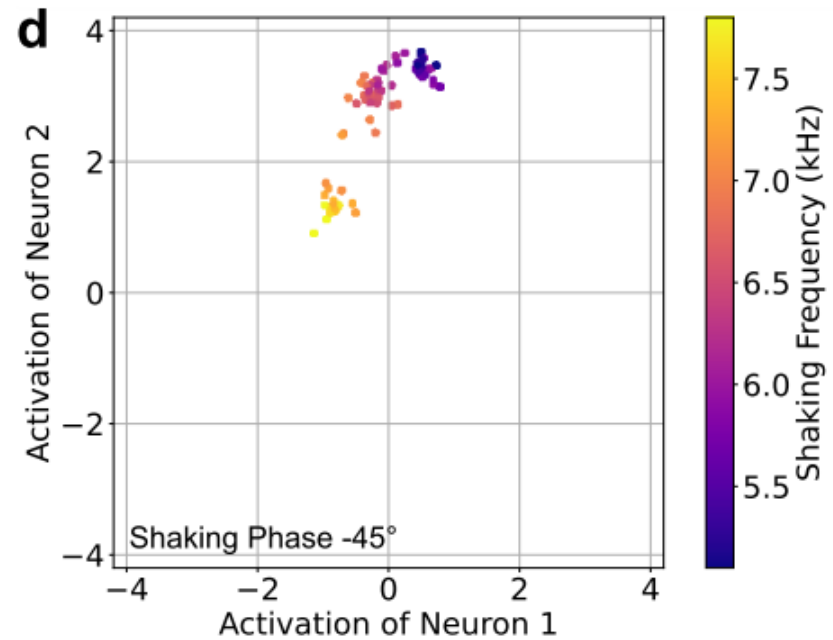 d
Activation of Neuron 2
4
2
0
−2
−4
Shaking Phase -45°
−4 −2 0 2 4
Activation of Neuron 1
7.5
7.0
6.5
6.0
5.5
Shaking Frequency (kHz)